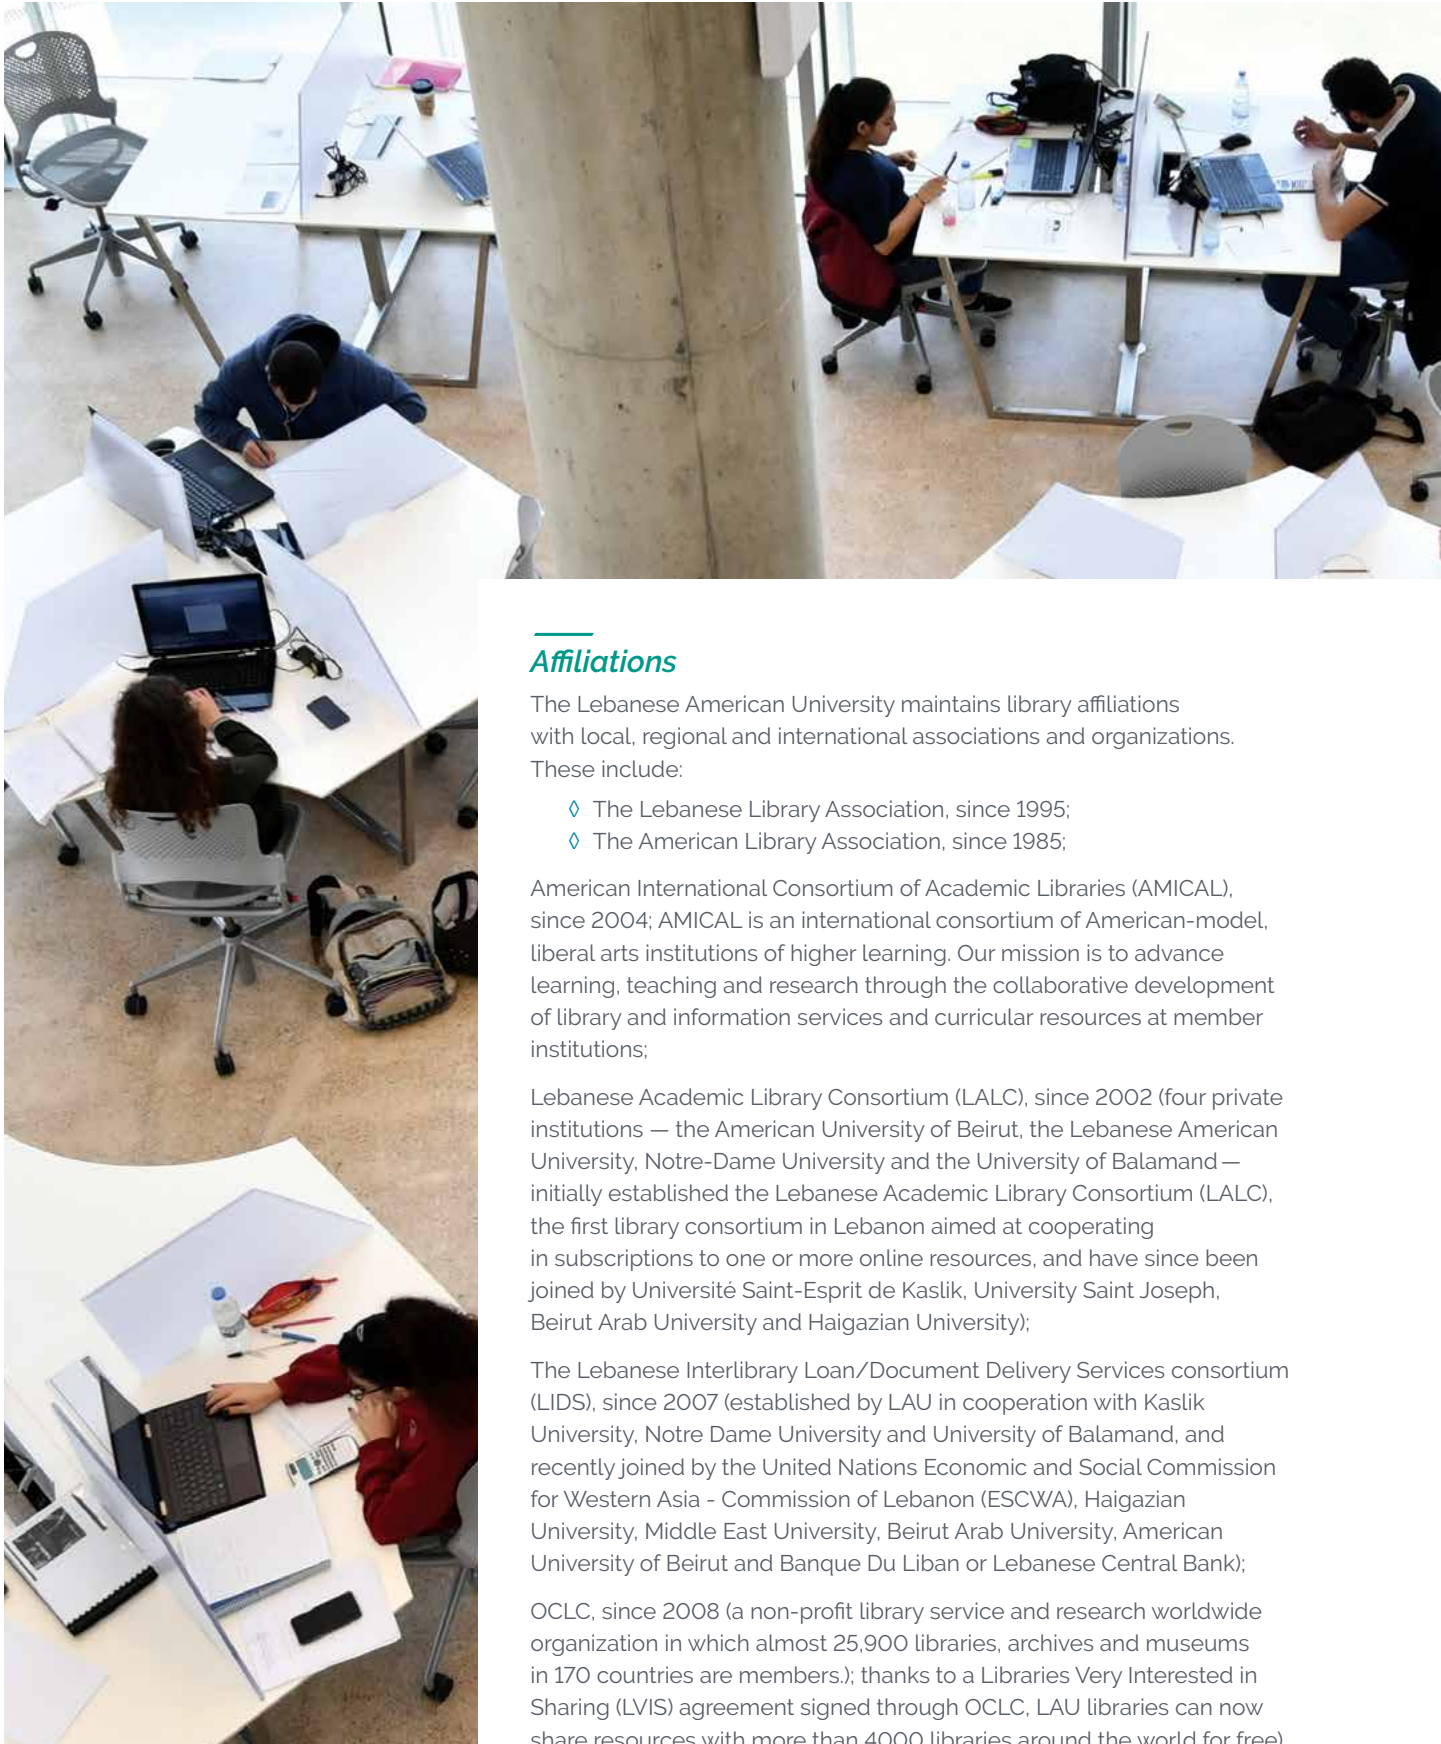 Affiliations
The Lebanese American University maintains library affiliations
with local, regional and international associations and organizations.
These include:
◊ The Lebanese Library Association, since 1995;
◊ The American Library Association, since 1985;
American International Consortium of Academic Libraries (AMICAL),
since 2004; AMICAL is an international consortium of American-model,
liberal arts institutions of higher learning. Our mission is to advance
learning, teaching and research through the collaborative development
of library and information services and curricular resources at member
institutions;
Lebanese Academic Library Consortium (LALC), since 2002 (four private
institutions — the American University of Beirut, the Lebanese American
University, Notre-Dame University and the University of Balamand —
initially established the Lebanese Academic Library Consortium (LALC),
the first library consortium in Lebanon aimed at cooperating
in subscriptions to one or more online resources, and have since been
joined by Université Saint-Esprit de Kaslik, University Saint Joseph,
Beirut Arab University and Haigazian University);
The Lebanese Interlibrary Loan/Document Delivery Services consortium
(LIDS), since 2007 (established by LAU in cooperation with Kaslik
University, Notre Dame University and University of Balamand, and
recently joined by the United Nations Economic and Social Commission
for Western Asia - Commission of Lebanon (ESCWA), Haigazian
University, Middle East University, Beirut Arab University, American
University of Beirut and Banque Du Liban or Lebanese Central Bank);
OCLC, since 2008 (a non-profit library service and research worldwide
organization in which almost 25,900 libraries, archives and museums
in 170 countries are members.); thanks to a Libraries Very Interested in
Sharing (LVIS) agreement signed through OCLC, LAU libraries can now
share resources with more than 4000 libraries around the world for free)